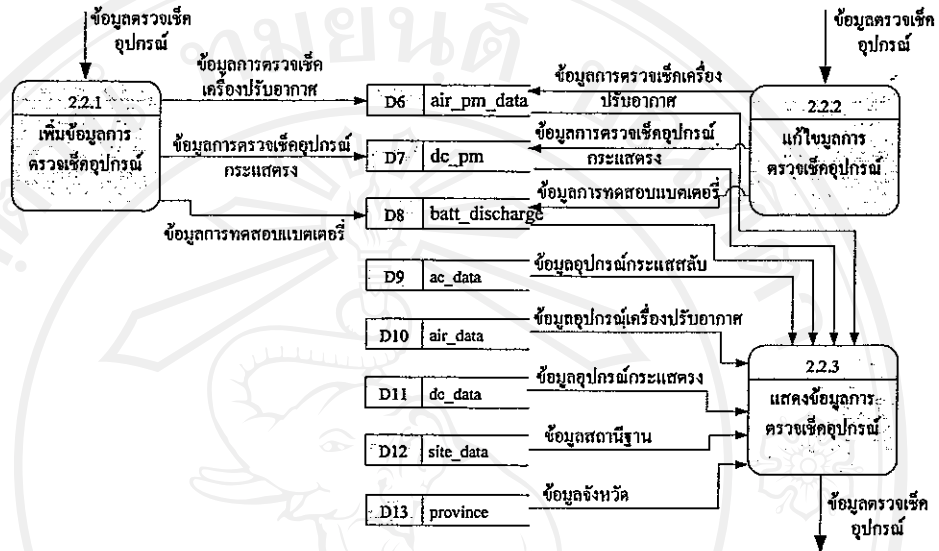 ข้อมูลตรวจเช็ค
อุปกรณ์
2.2.1
เพิ่มข้อมูลการ
ตรวจเช็คอุปกรณ์
ข้อมูลการตรวจเช็ค
เครื่องปรับอากาศ
ข้อมูลการตรวจเช็คอุปกรณ์
กระแสตรง
ข้อมูลการทดสอบแบตเตอรี่
D6 air_pm_data
D7 dc_pm
D8 batt_discharge
D9 ac_data
D10 air_data
D11 dc_data
D12 site_data
D13 province
ข้อมูลการตรวจเช็คเครื่อง
ปรับอากาศ
ข้อมูลการตรวจเช็คอุปกรณ์
กระแสตรง
ข้อมูลการทดสอบแบตเตอรี่
ข้อมูลอุปกรณ์กระแสสลับ
ข้อมูลอุปกรณ์เครื่องปรับอากาศ
ข้อมูลอุปกรณ์กระแสตรง
ข้อมูลสถานีฐาน
ข้อมูลจังหวัด
ข้อมูลตรวจเช็ค
อุปกรณ์
2.2.2
แก้ไขมูลการ
ตรวจเช็คอุปกรณ์
2.2.3
แสดงข้อมูลการ
ตรวจเช็คอุปกรณ์
ข้อมูลตรวจเช็ค
อุปกรณ์